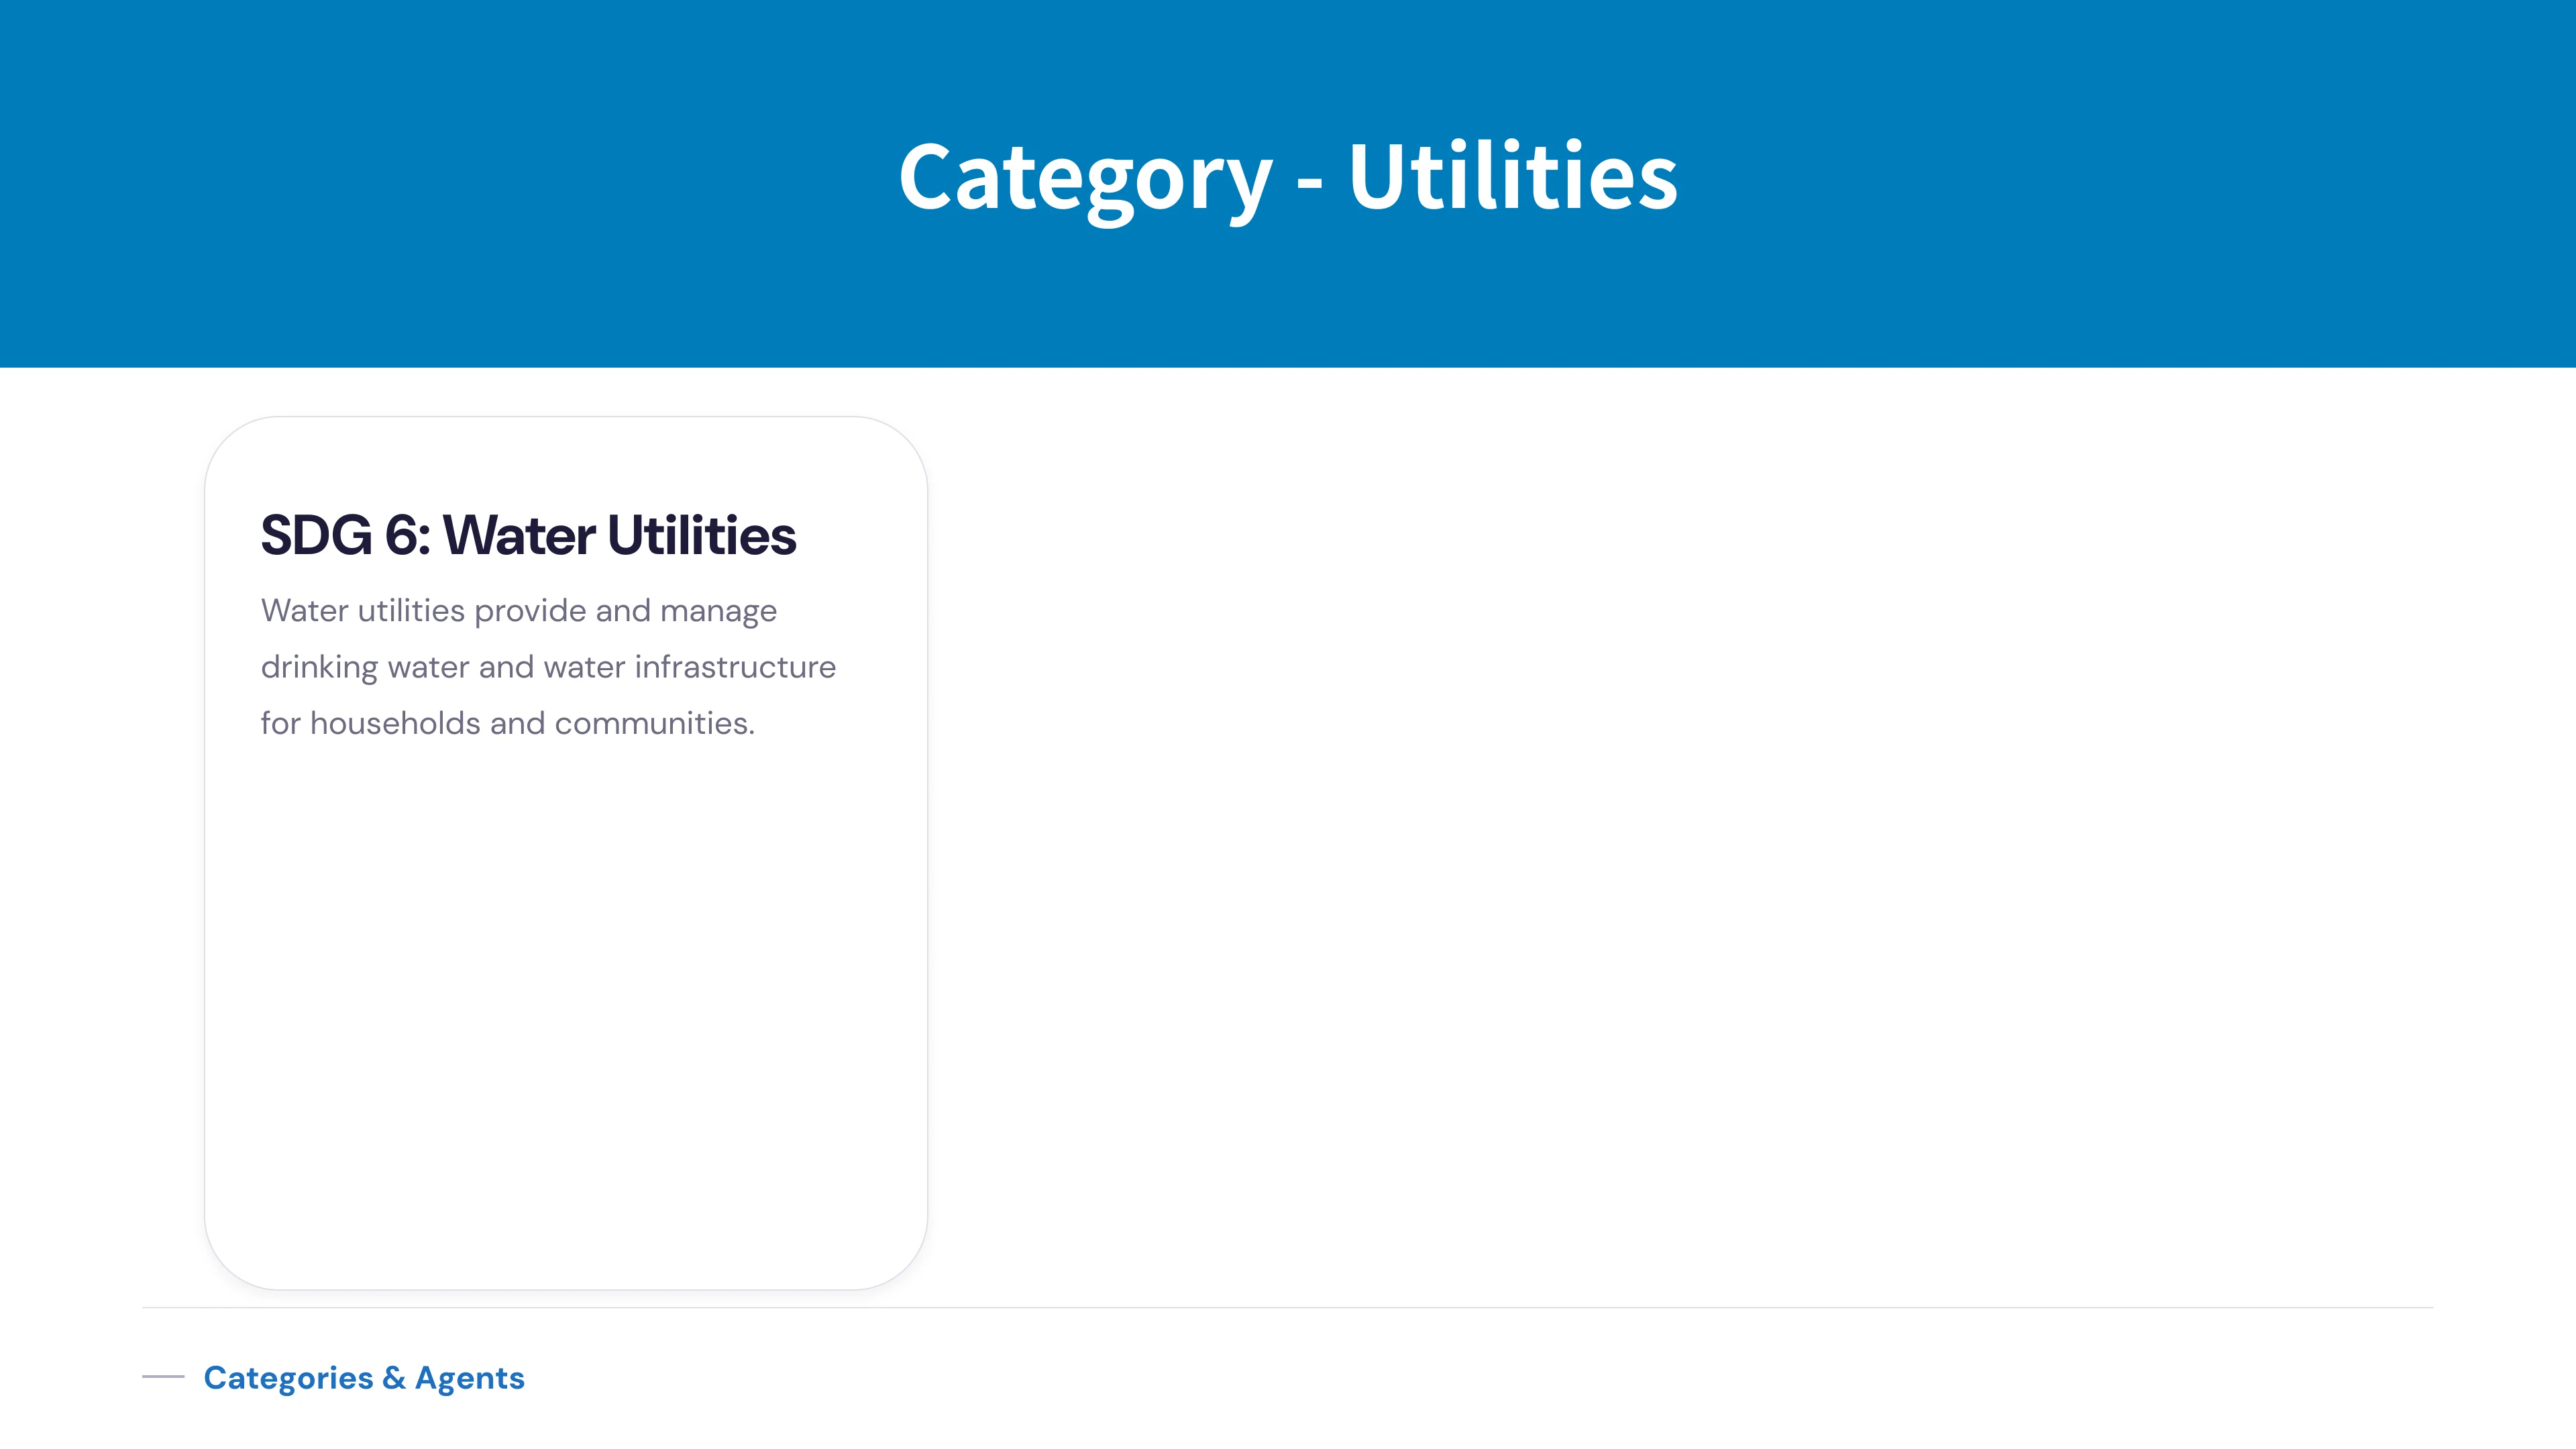 Category - Utilities
SDG 6: Water Utilities
Water utilities provide and manage
drinking water and water infrastructure
for households and communities.
Categories & Agents